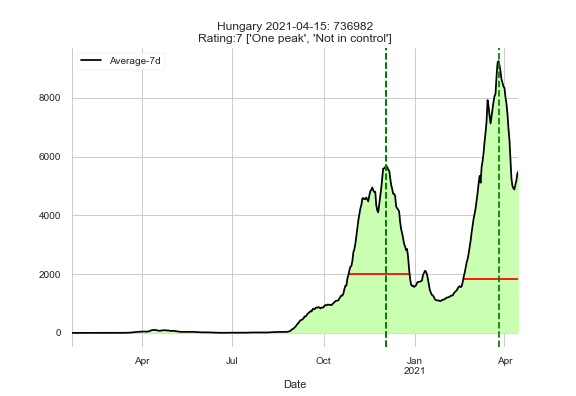 Hungary 2021-04-15: 736982
Rating:7 ['One peak', 'Not in control']
Average-7d
8000
6000
4000
2000
0
Apr
Jul
Oct
Jan
2021
Apr
Date